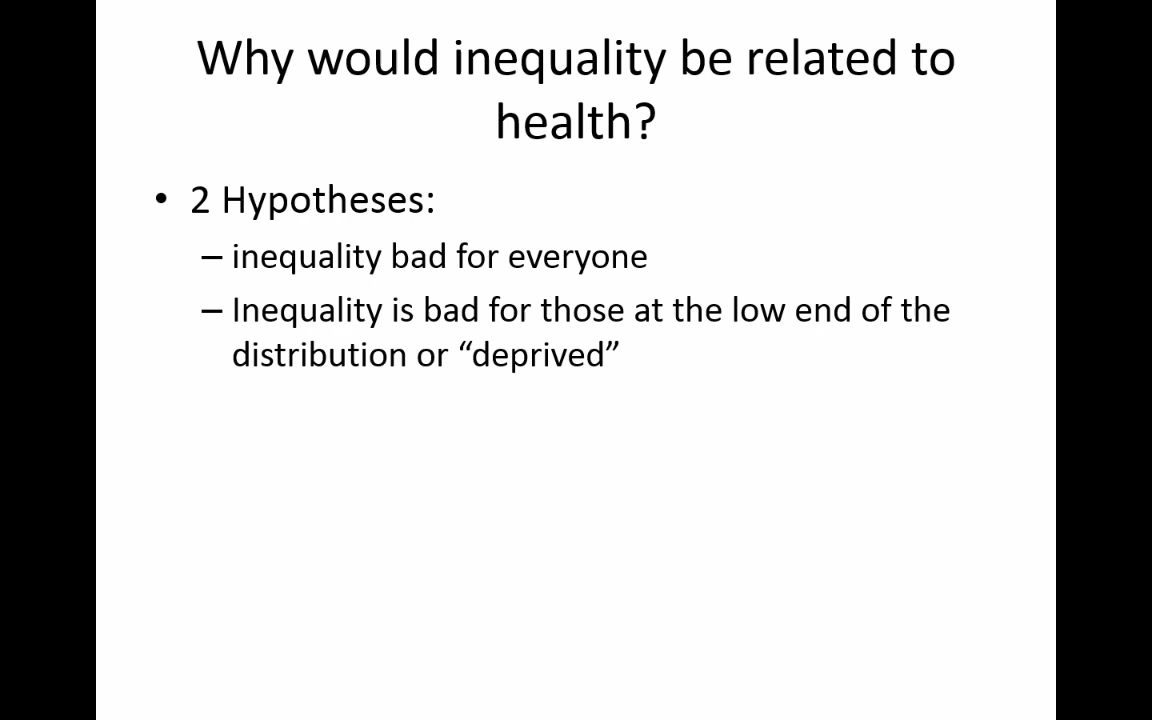 Why would inequality be related to
health?
• 2 Hypotheses:
– inequality bad for everyone
– Inequality is bad for those at the low end of the
distribution or “deprived”